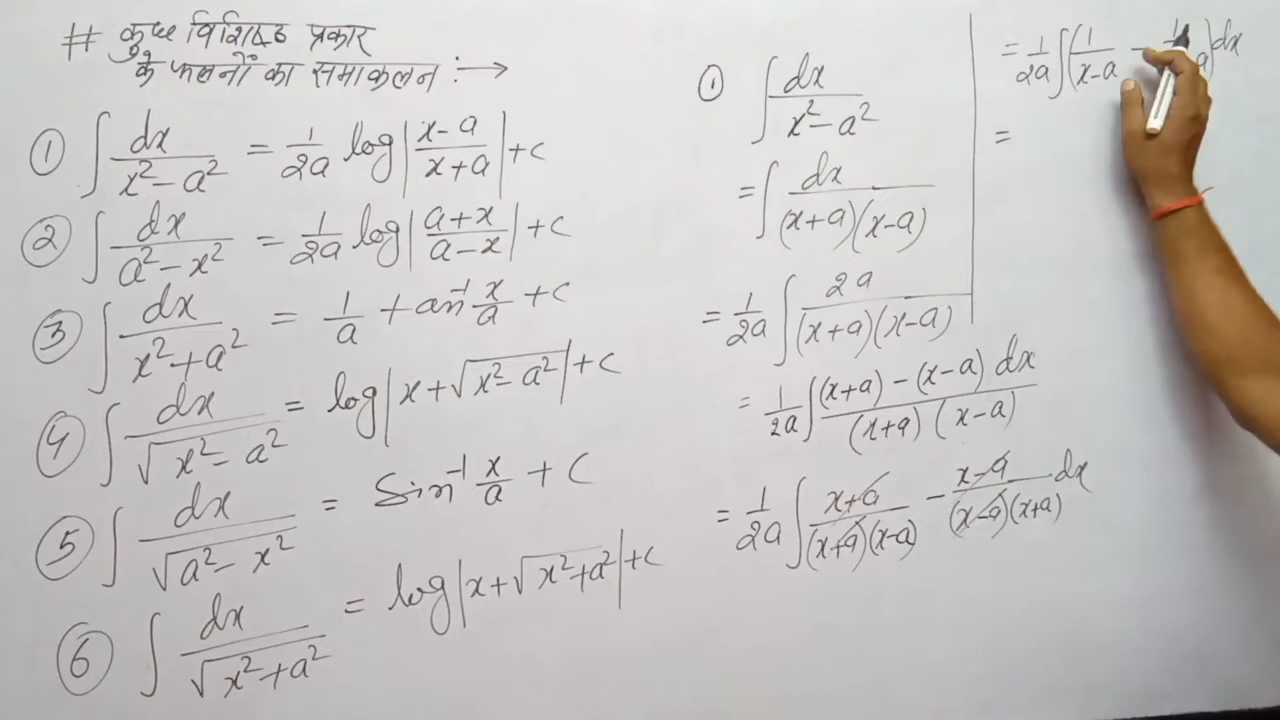 # कुछ विशिष्ट प्रकार
के फलनों का समाकलन :→
① ∫ dx/(x²-a²) = 1/2a log|(x-a)/(x+a)| + c
② ∫ dx/(a²-x²) = 1/2a log|(a+x)/(a-x)| + c
③ ∫ dx/(x²+a²) = 1/a tan⁻¹ x/a + c
④ ∫ dx/√(x²-a²) = log|x+√(x²-a²)| + c
⑤ ∫ dx/√(a²-x²) = Sin⁻¹ x/a + c
⑥ ∫ dx/√(x²+a²) = log|x+√(x²+a²)| + c
① ∫ dx/(x²-a²)
= ∫ dx/((x+a)(x-a))
= 1/2a ∫ 2a/((x+a)(x-a))
= 1/2a ∫ ((x+a)-(x-a) dx)/((x+a)(x-a))
= 1/2a ∫ (x+a)/((x+a)(x-a)) - (x-a)/((x-a)(x+a)) dx
= 1/2a ∫(1/(x-a) - 1/ a) dx
=